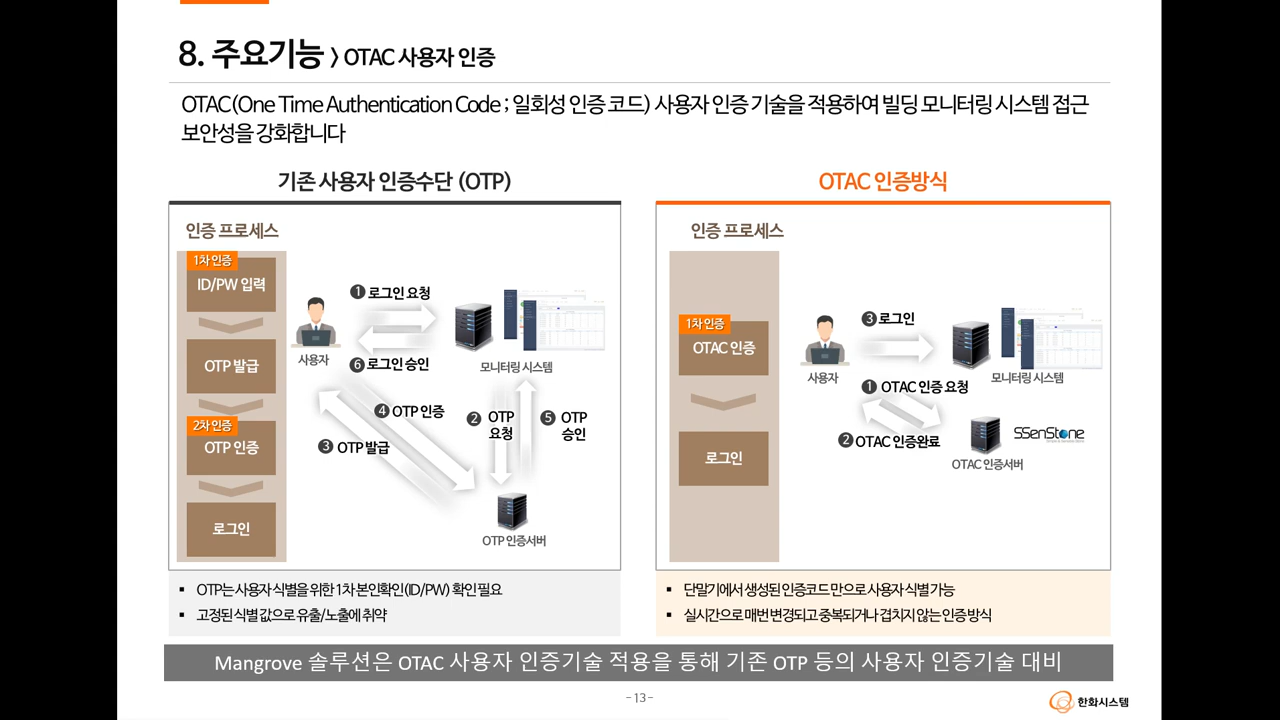 8. 주요기능 > OTAC 사용자 인증
OTAC(One Time Authentication Code ; 일회성 인증 코드) 사용자 인증 기술을 적용하여 빌딩 모니터링 시스템 접근
보안성을 강화합니다
기존 사용자 인증수단 (OTP)
인증 프로세스
1차 인증
ID/PW 입력
OTP 발급
2차 인증
OTP 인증
로그인
❶ 로그인 요청
사용자
❻ 로그인 승인
모니터링 시스템
❹ OTP 인증
❸ OTP 발급
❷ OTP
요청
❺ OTP
승인
OTP 인증서버
▪ OTP는 사용자 식별을 위한 1차 본인확인(ID/PW) 확인 필요
▪ 고정된 식별 값으로 유출/노출에 취약
OTAC 인증방식
인증 프로세스
1차 인증
OTAC 인증
로그인
❸ 로그인
사용자
모니터링 시스템
❶ OTAC 인증 요청
❷ OTAC 인증완료
SSenStone
OTAC 인증서버
▪ 단말기에서 생성된 인증코드 만으로 사용자 식별 가능
▪ 실시간으로 매번 변경되고 중복되거나 겹치지 않는 인증 방식
Mangrove 솔루션은 OTAC 사용자 인증기술 적용을 통해 기존 OTP 등의 사용자 인증기술 대비
- 13 -
한화시스템